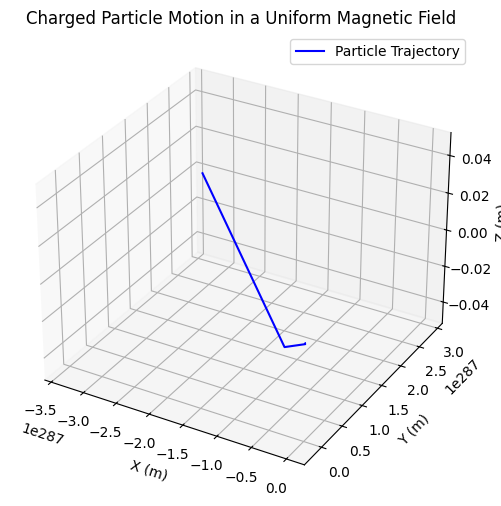 Charged Particle Motion in a Uniform Magnetic Field
Particle Trajectory
0.04
0.02
0.00
−0.02
−0.04
Z (m)
3.0
2.5
2.0
1.5
1.0
0.5
0.0
1e287
Y (m)
−3.5
−3.0
−2.5
−2.0
−1.5
−1.0
−0.5
0.0
1e287
X (m)